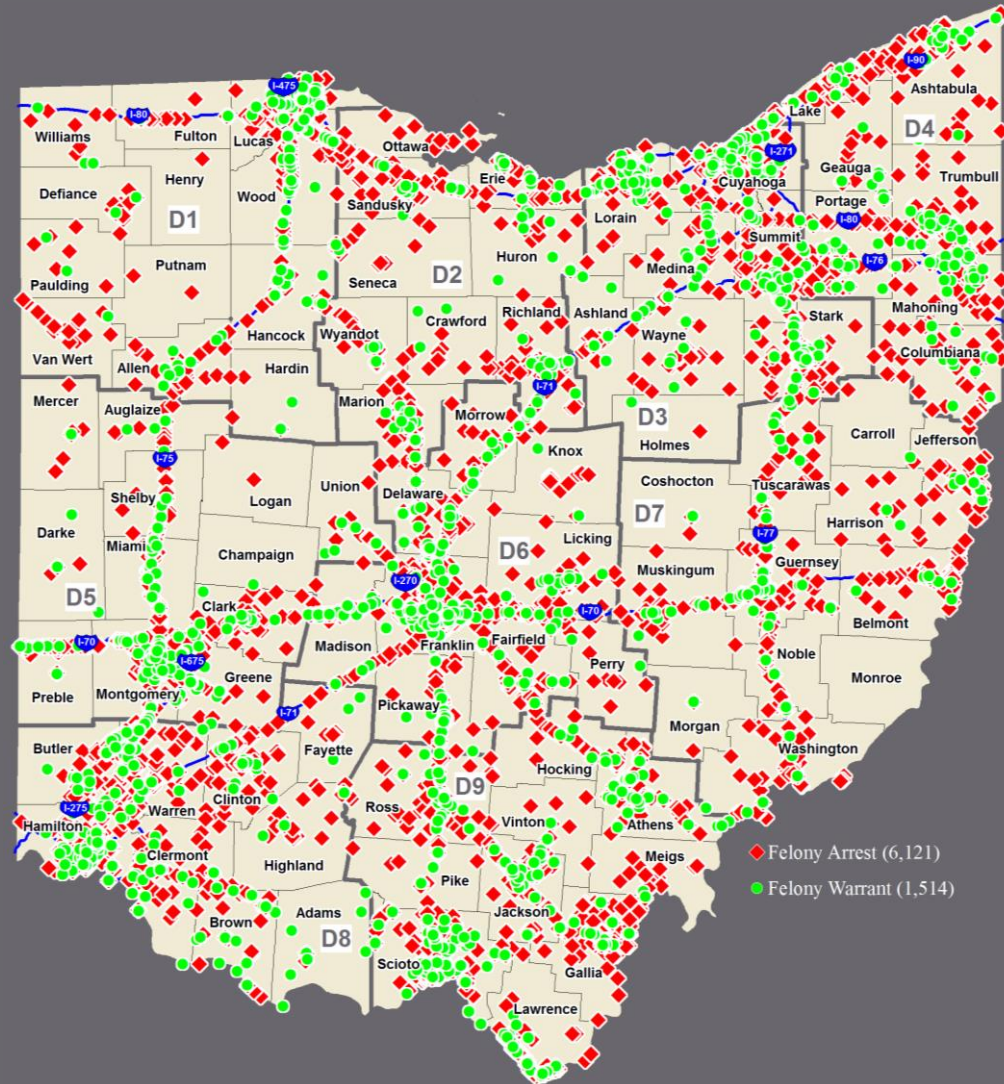 I-475
I-90
Ashtabula
I-80
Lake
Williams
Fulton
Lucas
Ottawa
I-271
D4
Geauga
Cuyahoga
Erie
Trumbull
Defiance
Henry
Wood
Sandusky
Portage
Lorain
D1
I-80
Summit
Huron
I-76
Putnam
D2
Medina
Paulding
Seneca
Mahoning
Richland
Ashland
Stark
Crawford
Hancock
Wyandot
Wayne
Van Wert
Columbiana
Allen
Hardin
I-71
Mercer
Marion
Auglaize
Morrow
D3
Carroll
Jefferson
Holmes
Knox
I-75
Coshocton
Tuscarawas
Union
Shelby
Logan
Delaware
D7
Harrison
Darke
I-77
Licking
Miami
Champaign
D6
Guernsey
Muskingum
I-270
D5
Clark
I-70
Belmont
I-70
Madison
Franklin
Fairfield
I-675
Noble
Perry
Greene
Monroe
Preble
Montgomery
Pickaway
I-71
Morgan
Butler
Fayette
Washington
Hocking
D9
Clinton
I-275
Ross
Warren
Vinton
Hamilton
Athens
Felony Arrest (6,121)
Clermont
Meigs
Highland
Pike
Felony Warrant (1,514)
Jackson
Adams
Brown
D8
Scioto
Gallia
Lawrence